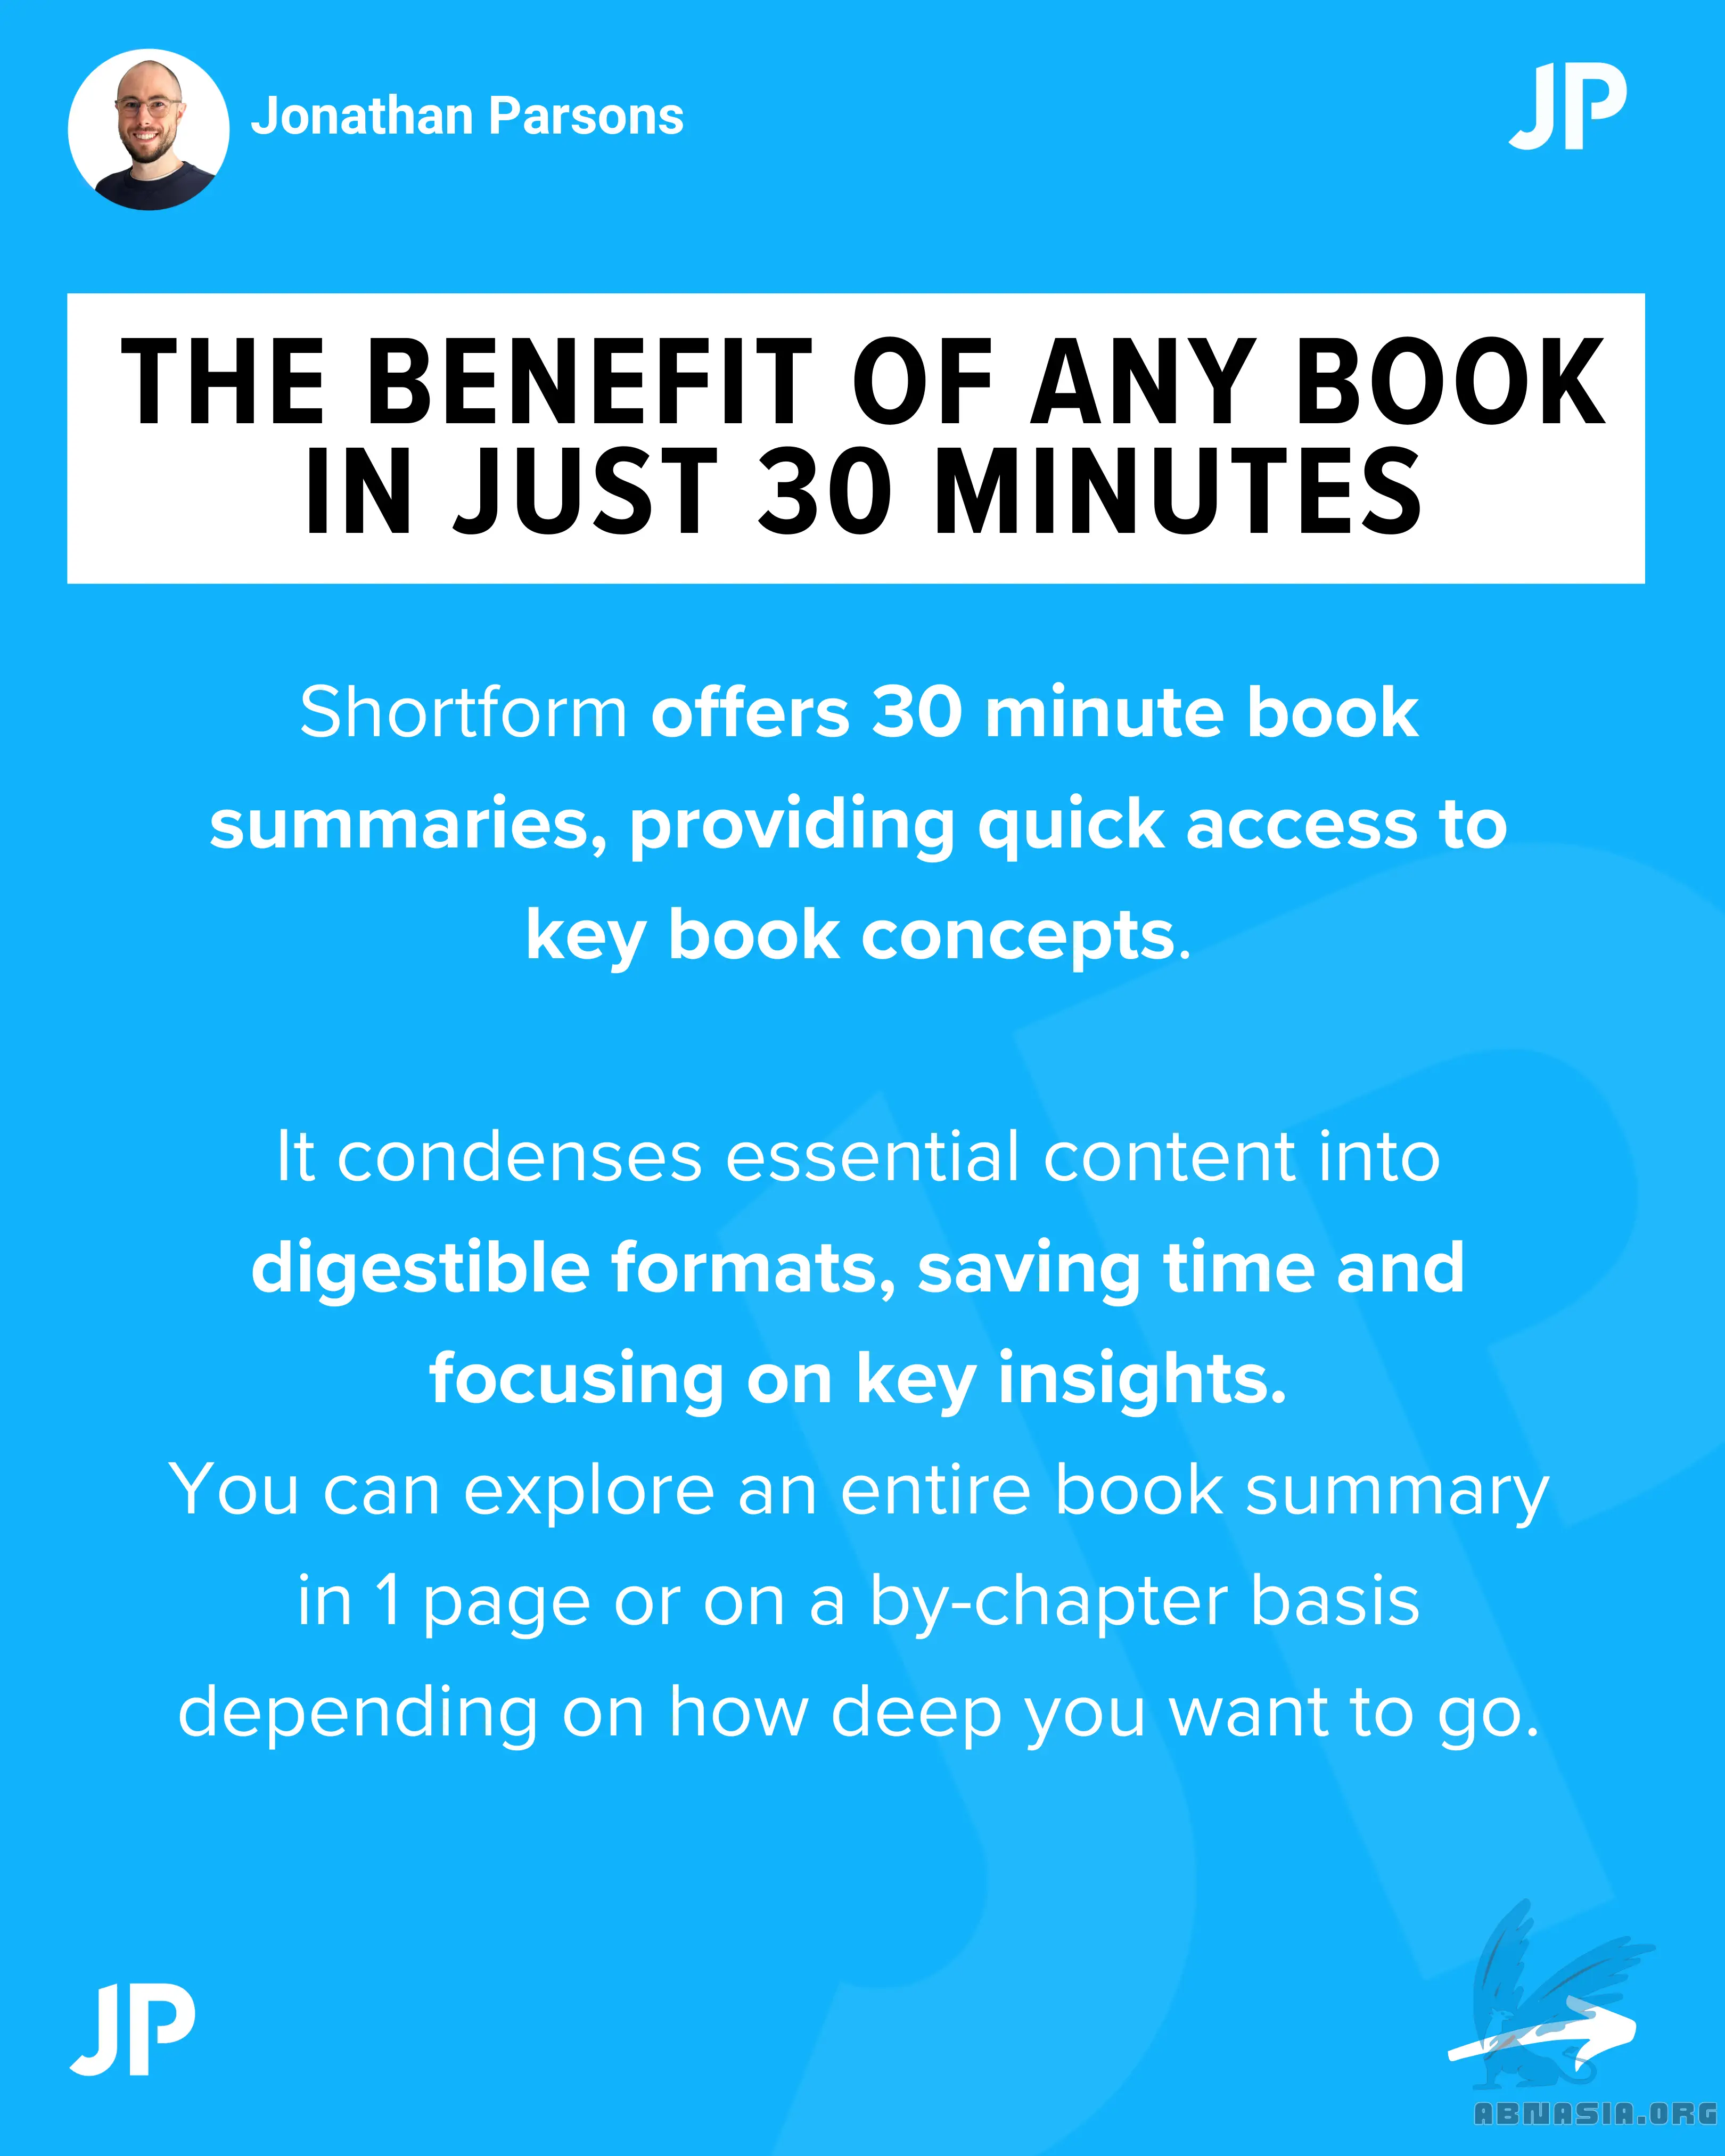 Jonathan Parsons
JP
THE BENEFIT OF ANY BOOK
IN JUST 30 MINUTES
Shortform offers 30 minute book
summaries, providing quick access to
key book concepts.
It condenses essential content into
digestible formats, saving time and
focusing on key insights.
You can explore an entire book summary
in 1 page or on a by-chapter basis
depending on how deep you want to go.
JP
JP
ABNASIA.ORG